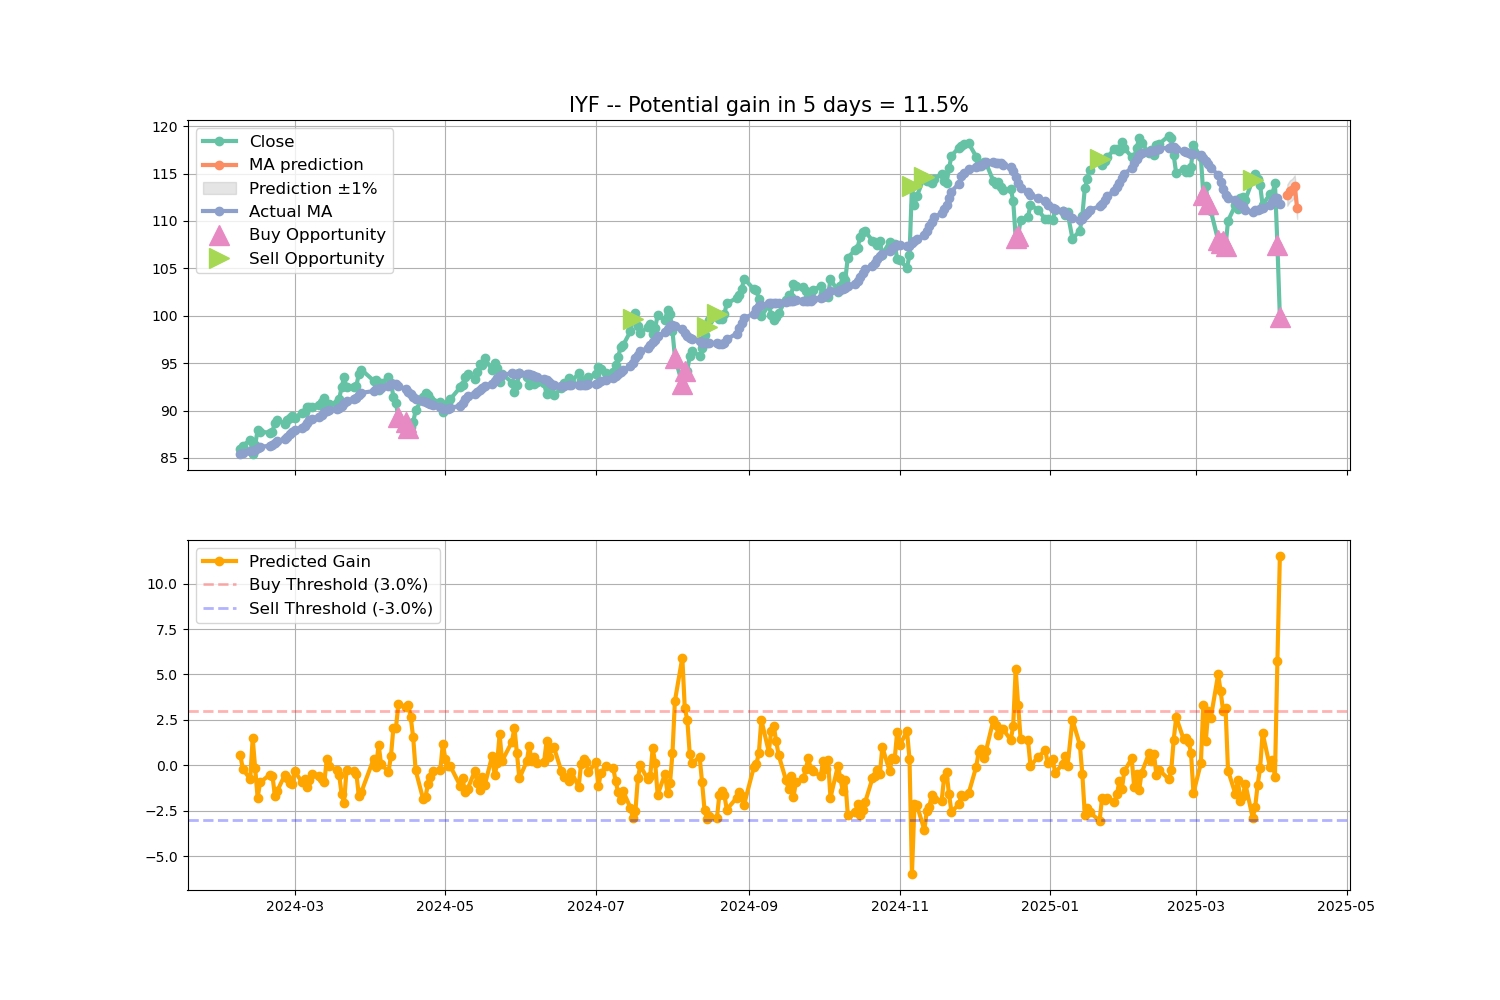 IYF -- Potential gain in 5 days = 11.5%
120
115
110
105
100
95
90
85
Close
MA prediction
Prediction ±1%
Actual MA
Buy Opportunity
Sell Opportunity
10.0
7.5
5.0
2.5
0.0
−2.5
−5.0
Predicted Gain
Buy Threshold (3.0%)
Sell Threshold (-3.0%)
2024-03 2024-05 2024-07 2024-09 2024-11 2025-01 2025-03 2025-05